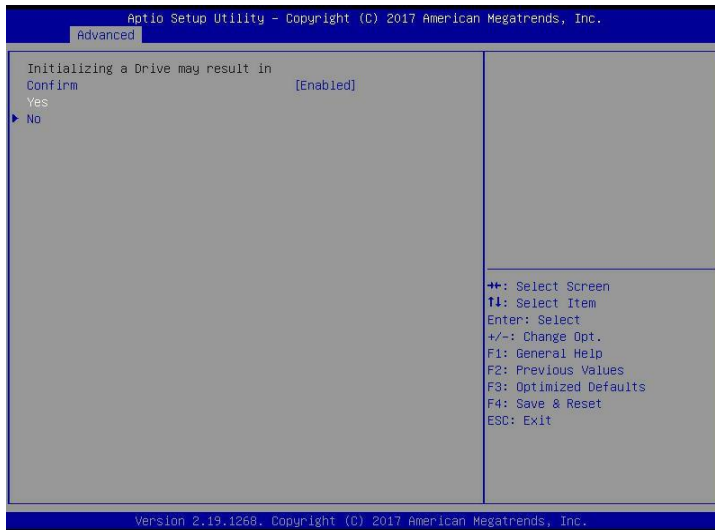 Aptio Setup Utility – Copyright (C) 2017 American Megatrends, Inc.
Advanced
Initializing a Drive may result in
Confirm [Enabled]
Yes
No
→←: Select Screen
↑↓: Select Item
Enter: Select
+/-: Change Opt.
F1: General Help
F2: Previous Values
F3: Optimized Defaults
F4: Save & Reset
ESC: Exit
Version 2.19.1268. Copyright (C) 2017 American Megatrends, Inc.